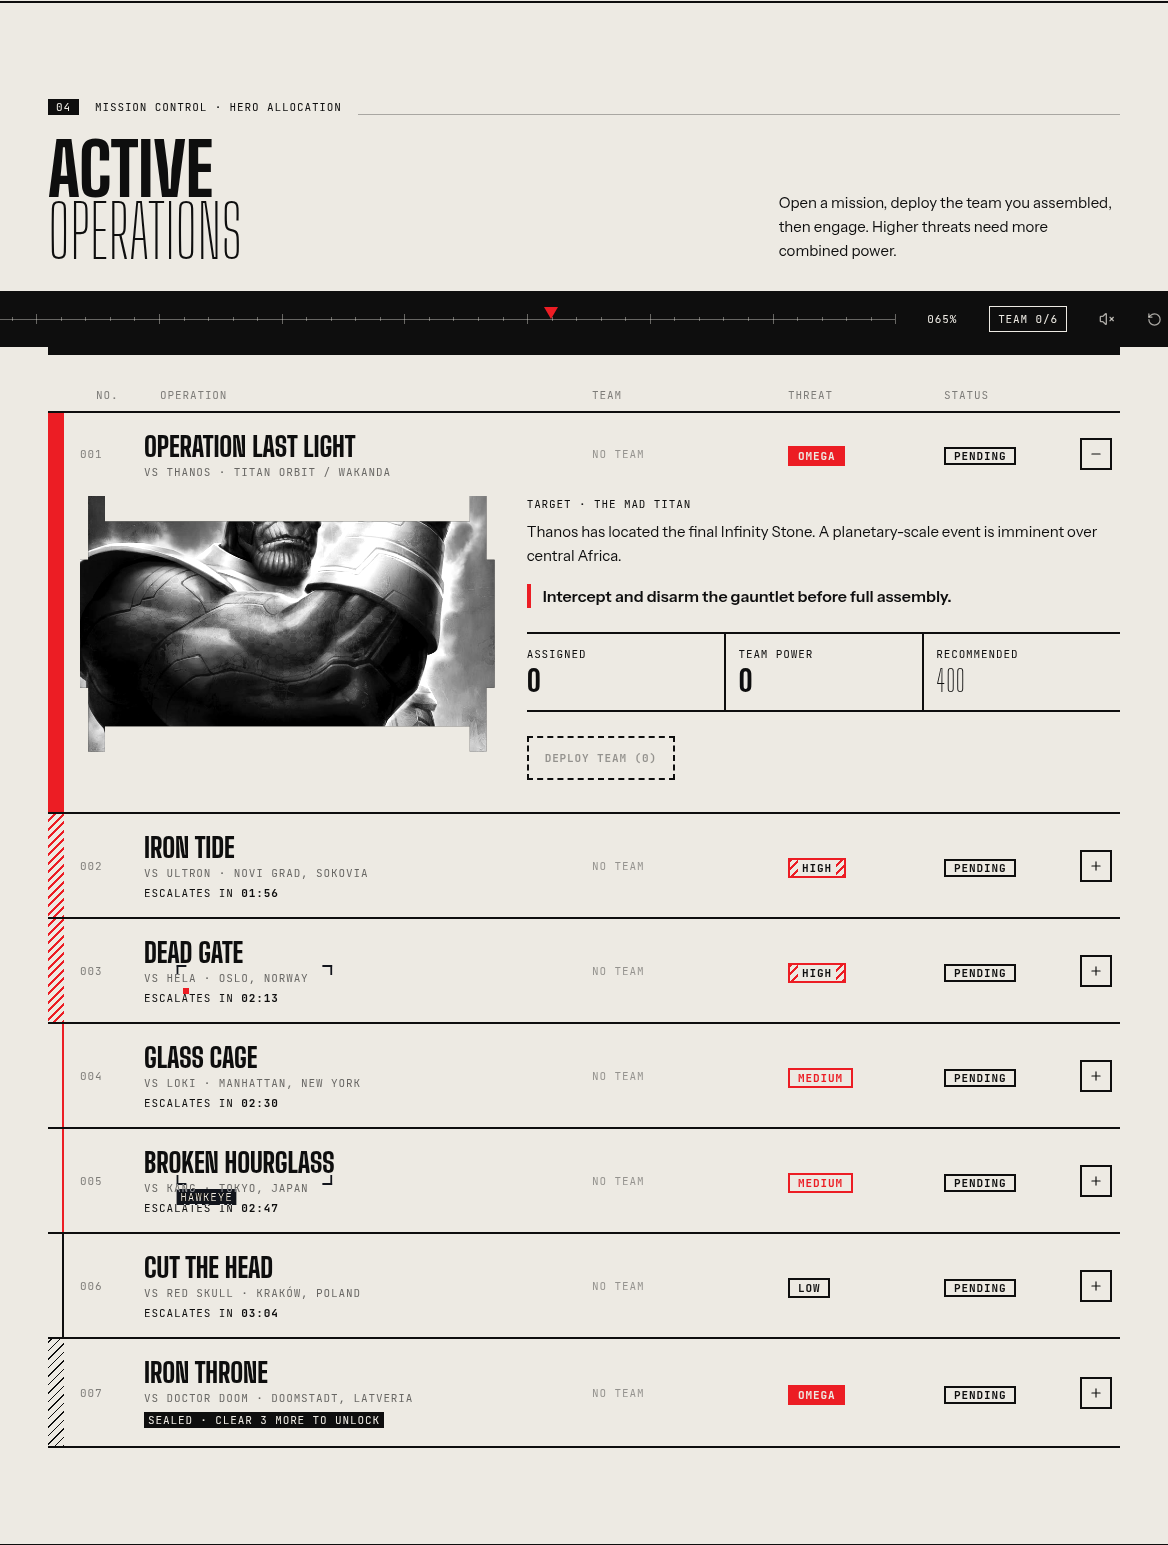 04 MISSION CONTROL · HERO ALLOCATION
ACTIVE
OPERATIONS
Open a mission, deploy the team you assembled,
then engage. Higher threats need more
combined power.
065% TEAM 0/6
NO. OPERATION TEAM THREAT STATUS
001 OPERATION LAST LIGHT NO TEAM OMEGA PENDING −
VS THANOS · TITAN ORBIT / WAKANDA
TARGET · THE MAD TITAN
Thanos has located the final Infinity Stone. A planetary-scale event is imminent over
central Africa.
Intercept and disarm the gauntlet before full assembly.
ASSIGNED TEAM POWER RECOMMENDED
0 0 400
DEPLOY TEAM (0)
002 IRON TIDE NO TEAM HIGH PENDING +
VS ULTRON · NOVI GRAD, SOKOVIA
ESCALATES IN 01:56
003 DEAD GATE NO TEAM HIGH PENDING +
VS HELA · OSLO, NORWAY
ESCALATES IN 02:13
004 GLASS CAGE NO TEAM MEDIUM PENDING +
VS LOKI · MANHATTAN, NEW YORK
ESCALATES IN 02:30
005 BROKEN HOURGLASS NO TEAM MEDIUM PENDING +
VS KANG · TOKYO, JAPAN
HAWKEYE
ESCALATES IN 02:47
006 CUT THE HEAD NO TEAM LOW PENDING +
VS RED SKULL · KRAKÓW, POLAND
ESCALATES IN 03:04
007 IRON THRONE NO TEAM OMEGA PENDING +
VS DOCTOR DOOM · DOOMSTADT, LATVERIA
SEALED · CLEAR 3 MORE TO UNLOCK